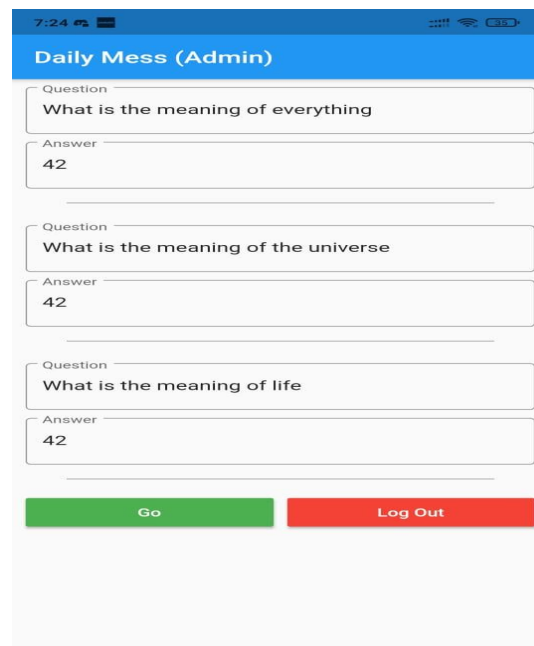 7:24
35
Daily Mess (Admin)
Question
What is the meaning of everything
Answer
42
Question
What is the meaning of the universe
Answer
42
Question
What is the meaning of life
Answer
42
Go Log Out